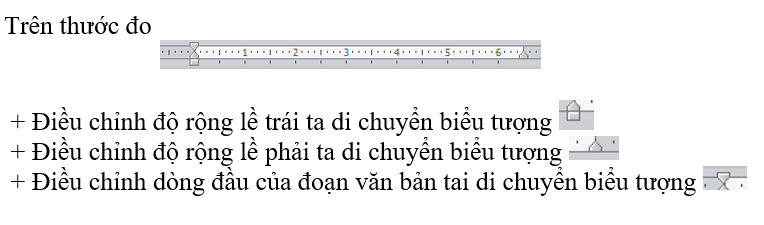 Trên thước đo
1 2 3 4 5 6
+ Điều chỉnh độ rộng lề trái ta di chuyển biểu tượng
+ Điều chỉnh độ rộng lề phải ta di chuyển biểu tượng
+ Điều chỉnh dòng đầu của đoạn văn bản tai di chuyển biểu tượng